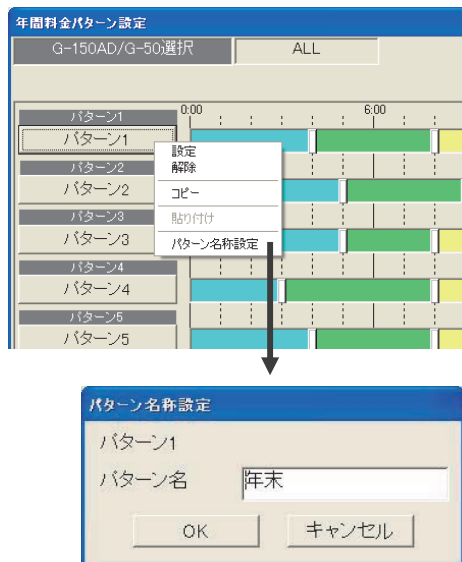 年間料金パターン設定
G-150AD/G-50選択 ALL
0:00 6:00
パターン1
パターン1
設定
解除
コピー
貼り付け
パターン名称設定
パターン2
パターン2
パターン3
パターン3
パターン4
パターン4
パターン5
パターン5
パターン名称設定
パターン1
パターン名 年末
OK キャンセル